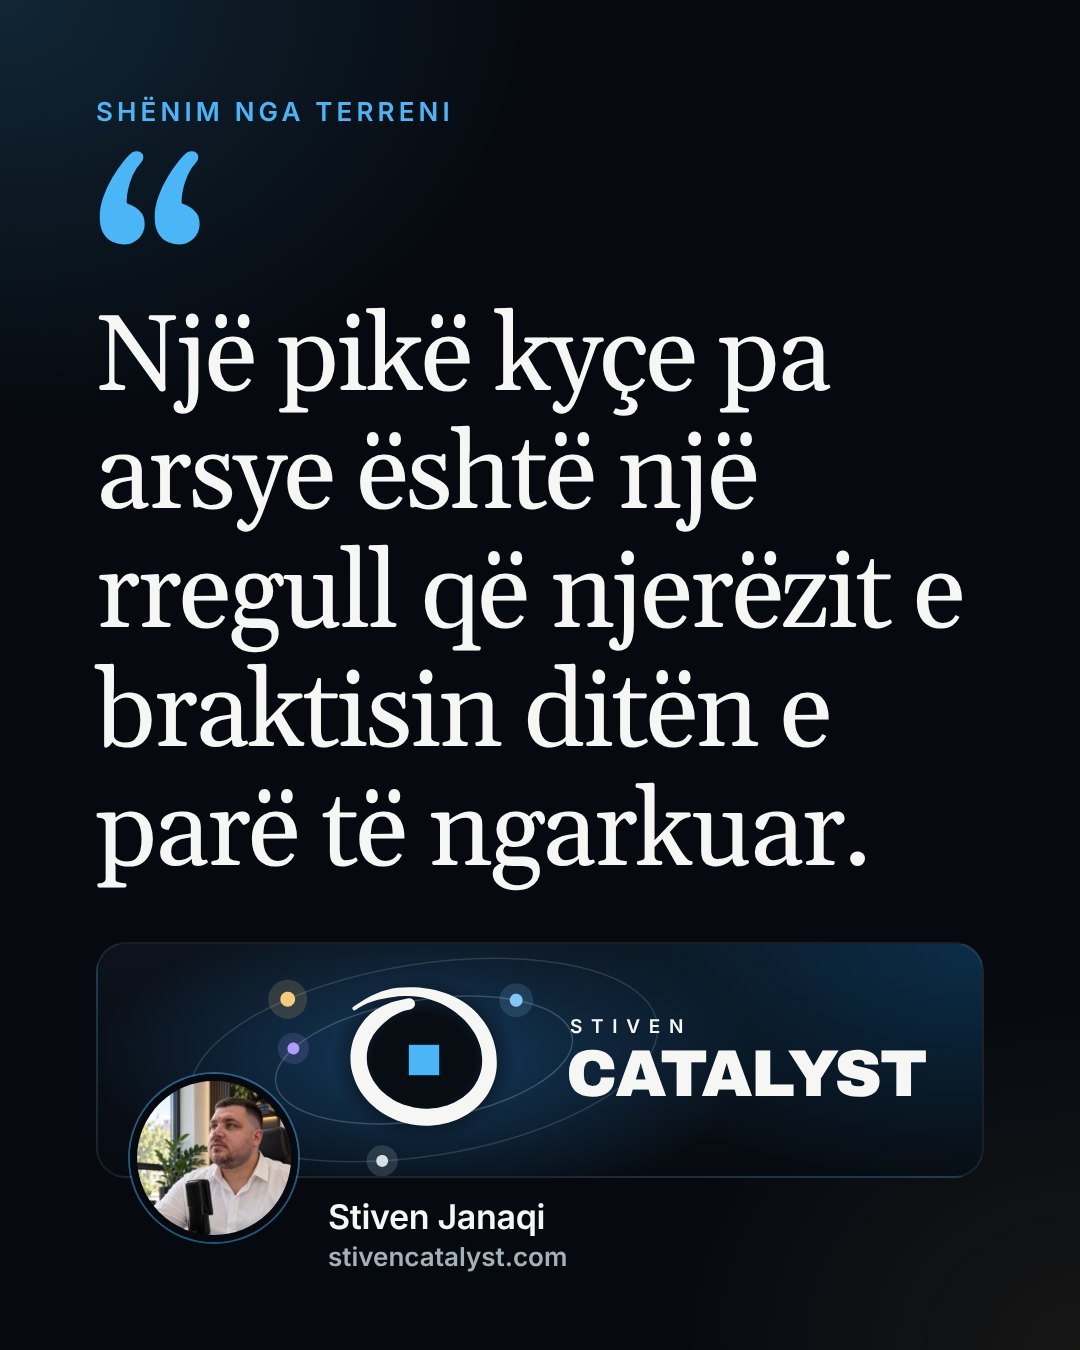 SHËNIM NGA TERRENI
“
Një pikë kyçe pa
arsye është një
rregull që njerëzit e
braktisin ditën e
parë të ngarkuar.
STIVEN
CATALYST
Stiven Janaqi
stivencatalyst.com